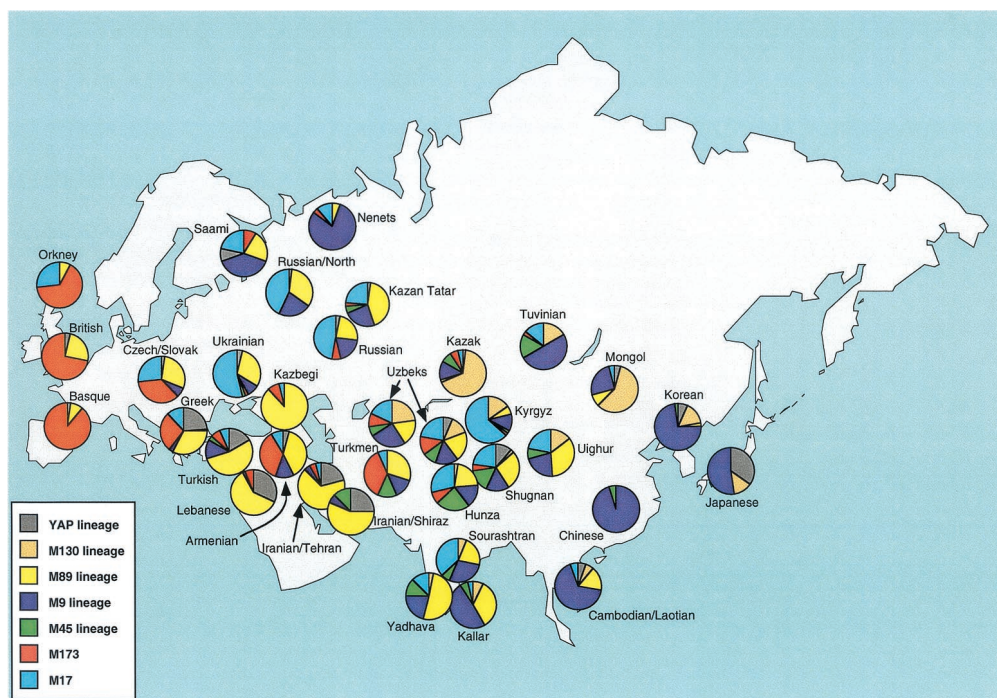 Nenets
Saami
Orkney
Russian/North
Kazan Tatar
Tuvinian
British
Czech/Slovak
Ukrainian
Russian
Kazak
Mongol
Kazbegi
Uzbeks
Basque
Greek
Kyrgyz
Korean
Turkmen
Uighur
Turkish
Shugnan
Japanese
Lebanese
Hunza
Chinese
Armenian
Iranian/Tehran
Iranian/Shiraz
Sourashtran
Cambodian/Laotian
Yadhava
Kallar
YAP lineage
M130 lineage
M89 lineage
M9 lineage
M45 lineage
M173
M17